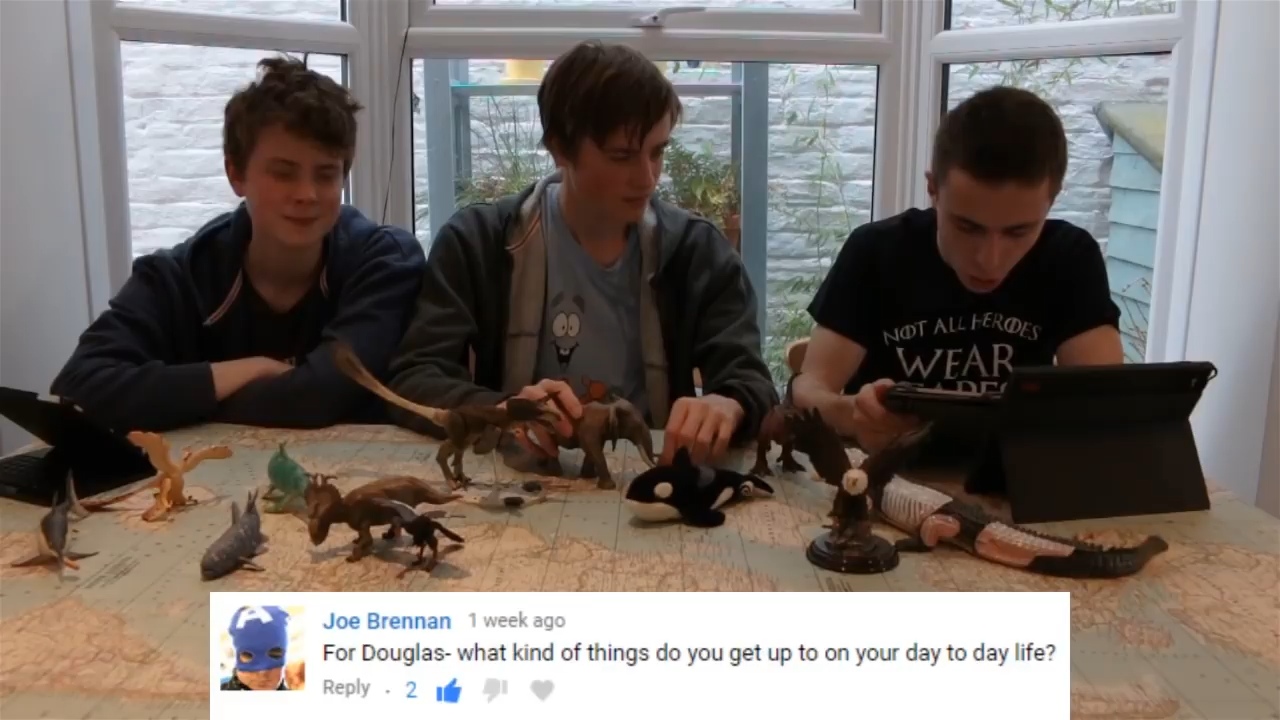 NOT ALL HEROES
WEAR
CAPES
Joe Brennan 1 week ago
For Douglas- what kind of things do you get up to on your day to day life?
Reply . 2